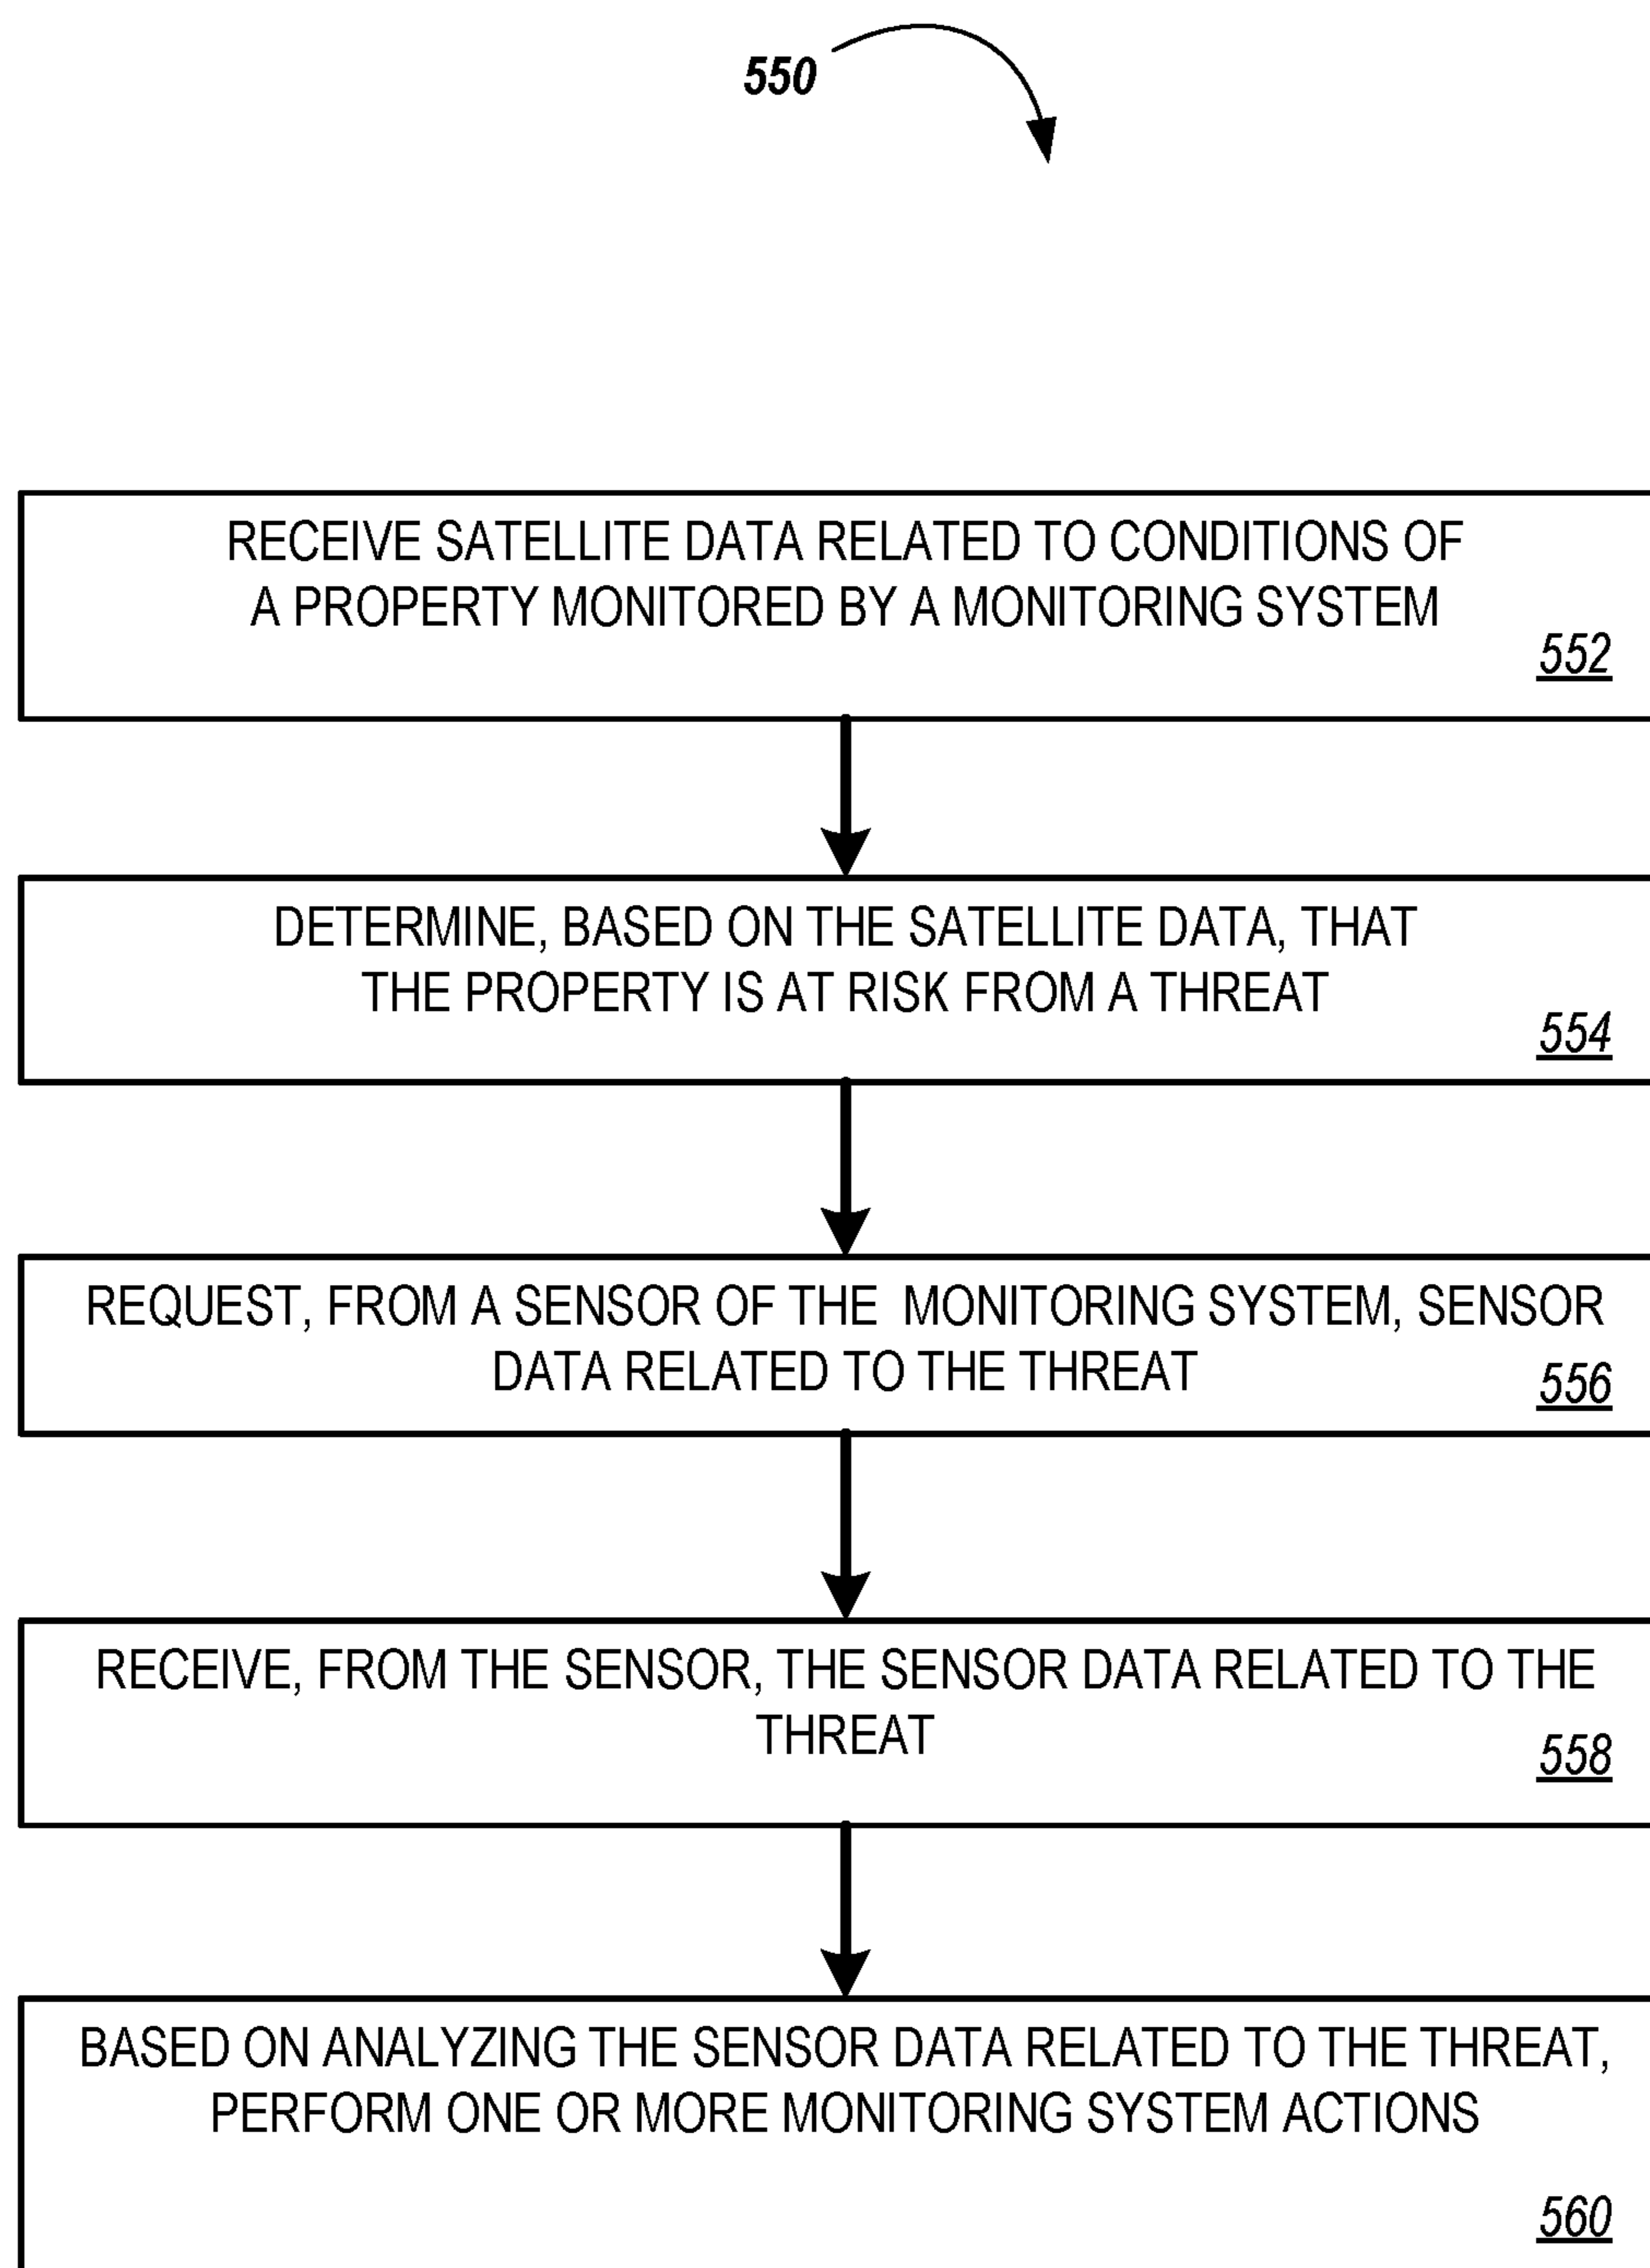 550
RECEIVE SATELLITE DATA RELATED TO CONDITIONS OF
A PROPERTY MONITORED BY A MONITORING SYSTEM
552
DETERMINE, BASED ON THE SATELLITE DATA, THAT
THE PROPERTY IS AT RISK FROM A THREAT
554
REQUEST, FROM A SENSOR OF THE MONITORING SYSTEM, SENSOR
DATA RELATED TO THE THREAT
556
RECEIVE, FROM THE SENSOR, THE SENSOR DATA RELATED TO THE
THREAT
558
BASED ON ANALYZING THE SENSOR DATA RELATED TO THE THREAT,
PERFORM ONE OR MORE MONITORING SYSTEM ACTIONS
560